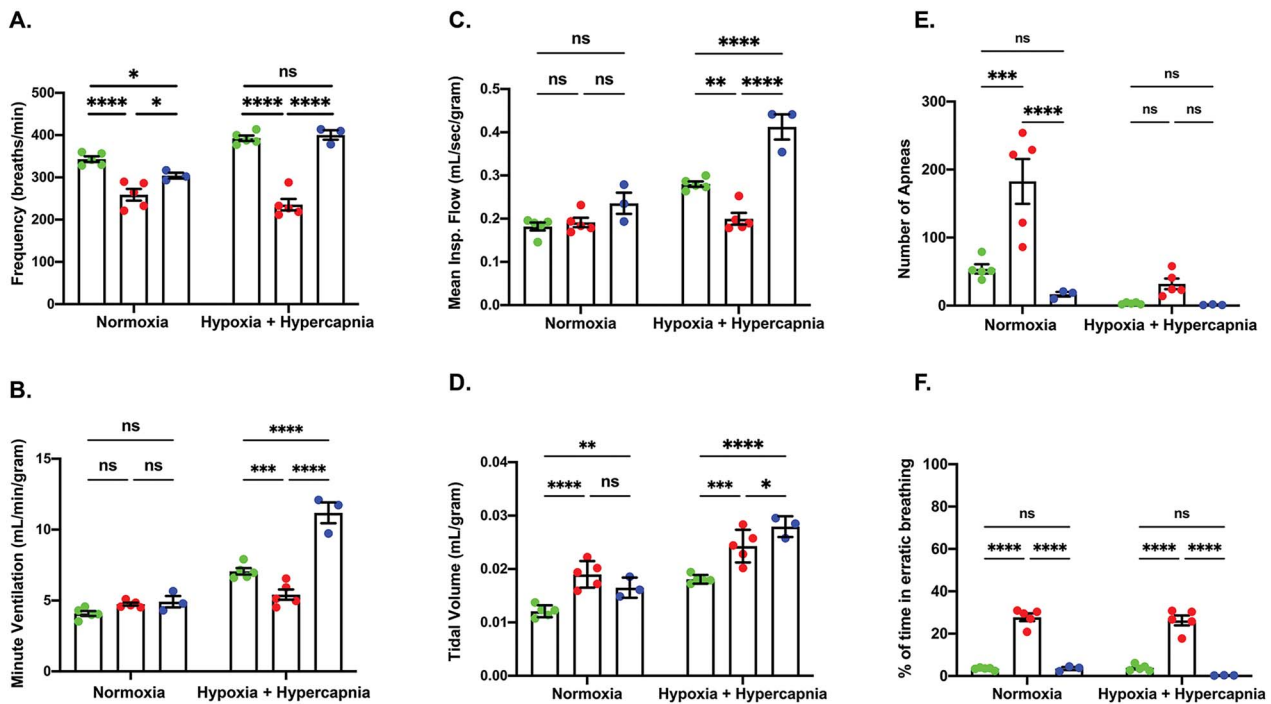 A.
Frequency (breaths/min)
500
400
300
200
100
0
*
**** *
ns
**** ****
Normoxia Hypoxia + Hypercapnia
C.
Mean Insp. Flow (mL/sec/gram)
0.5
0.4
0.3
0.2
0.1
0.0
ns
ns ns
****
** ****
Normoxia Hypoxia + Hypercapnia
E.
Number of Apneas
300
200
100
0
ns
***
****
ns
ns ns
Normoxia Hypoxia + Hypercapnia
B.
Minute Ventilation (mL/min/gram)
15
10
5
0
ns
ns ns
****
*** ****
Normoxia Hypoxia + Hypercapnia
D.
Tidal Volume (mL/gram)
0.04
0.03
0.02
0.01
0.00
**
**** ns
****
*** *
Normoxia Hypoxia + Hypercapnia
F.
% of time in erratic breathing
100
80
60
40
20
0
ns
**** ****
ns
**** ****
Normoxia Hypoxia + Hypercapnia